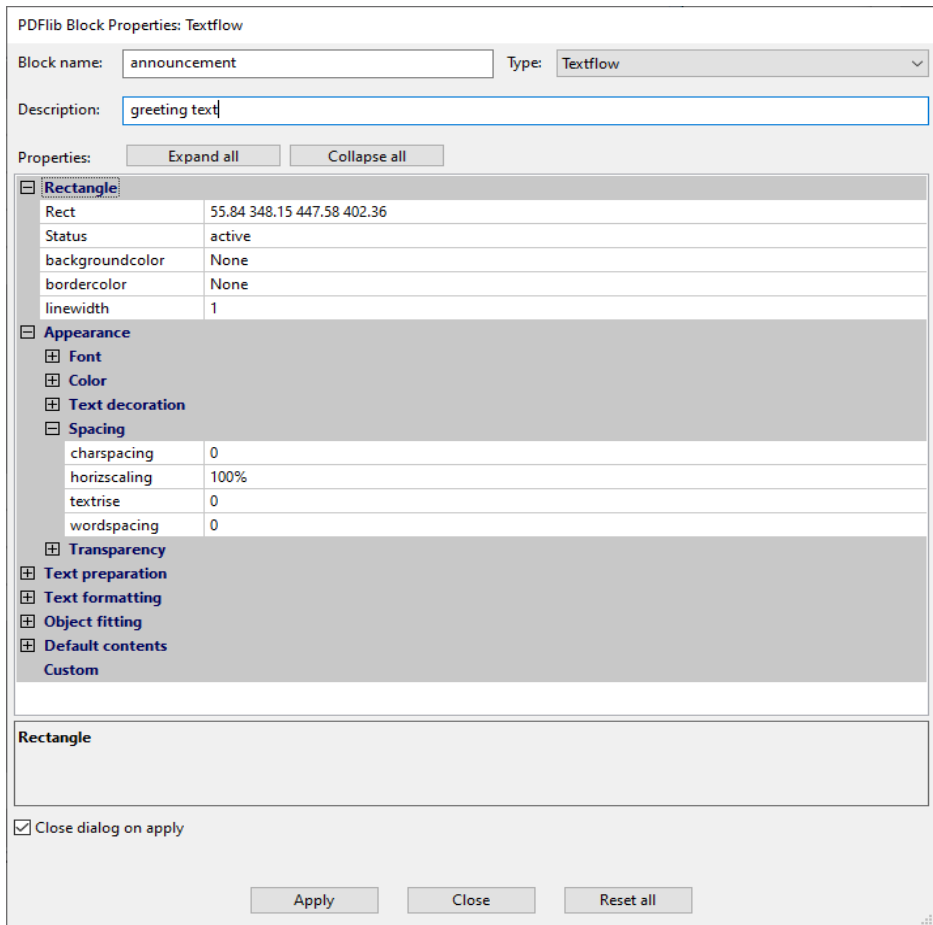 PDFlib Block Properties: Textflow
Block name: announcement Type: Textflow
Description: greeting text
Properties: Expand all Collapse all
Rectangle
Rect 55.84 348.15 447.58 402.36
Status active
backgroundcolor None
bordercolor None
linewidth 1
Appearance
Font
Color
Text decoration
Spacing
charspacing 0
horizscaling 100%
textrise 0
wordspacing 0
Transparency
Text preparation
Text formatting
Object fitting
Default contents
Custom
Rectangle
Close dialog on apply
Apply Close Reset all